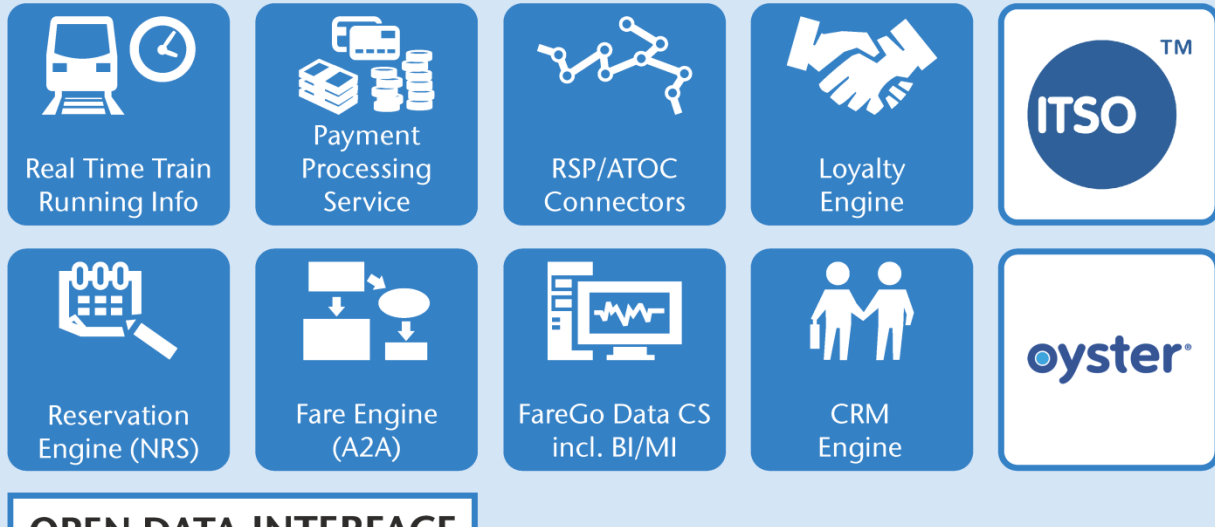 Real Time Train
Running Info
Payment
Processing
Service
RSP/ATOC
Connectors
Loyalty
Engine
ITSO
TM
Reservation
Engine (NRS)
Fare Engine
(A2A)
FareGo Data CS
incl. BI/MI
CRM
Engine
oyster
OPEN DATA INTERFACE